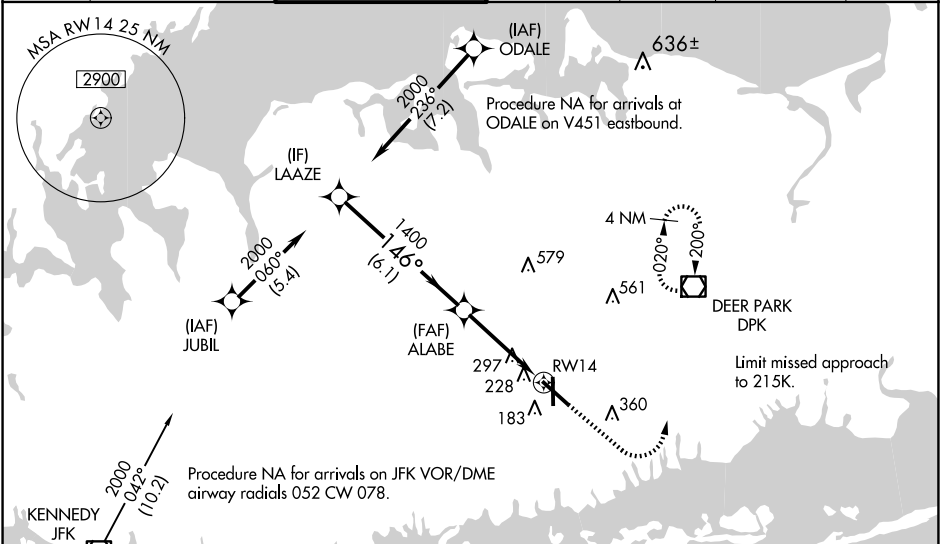 MSA RW14 25 NM
2900
(IAF)
ODALE
636±
2000
236°
(7.2)
Procedure NA for arrivals at
ODALE on V451 eastbound.
(IF)
LAAZE
1400
146°
(6.1)
4 NM
020°
200°
2000
060°
(5.4)
579
561
(IAF)
JUBIL
DEER PARK
DPK
(FAF)
ALABE
297
228
RW14
Limit missed approach
to 215K.
183
360
2000
042°
(10.2)
Procedure NA for arrivals on JFK VOR/DME
airway radials 052 CW 078.
KENNEDY
JFK